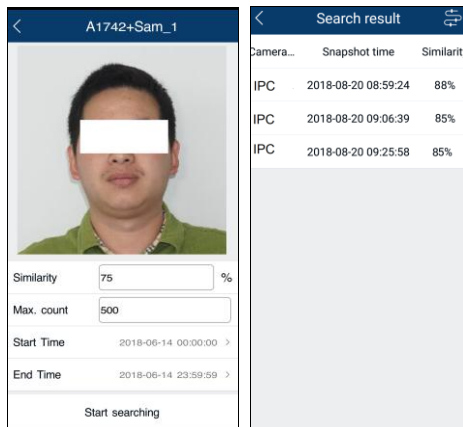 A1742+Sam_1
Similarity 75 %
Max. count 500
Start Time 2018-06-14 00:00:00
End Time 2018-06-14 23:59:59
Start searching
Search result
Camera... Snapshot time Similarit
IPC 2018-08-20 08:59:24 88%
IPC 2018-08-20 09:06:39 85%
IPC 2018-08-20 09:25:58 85%